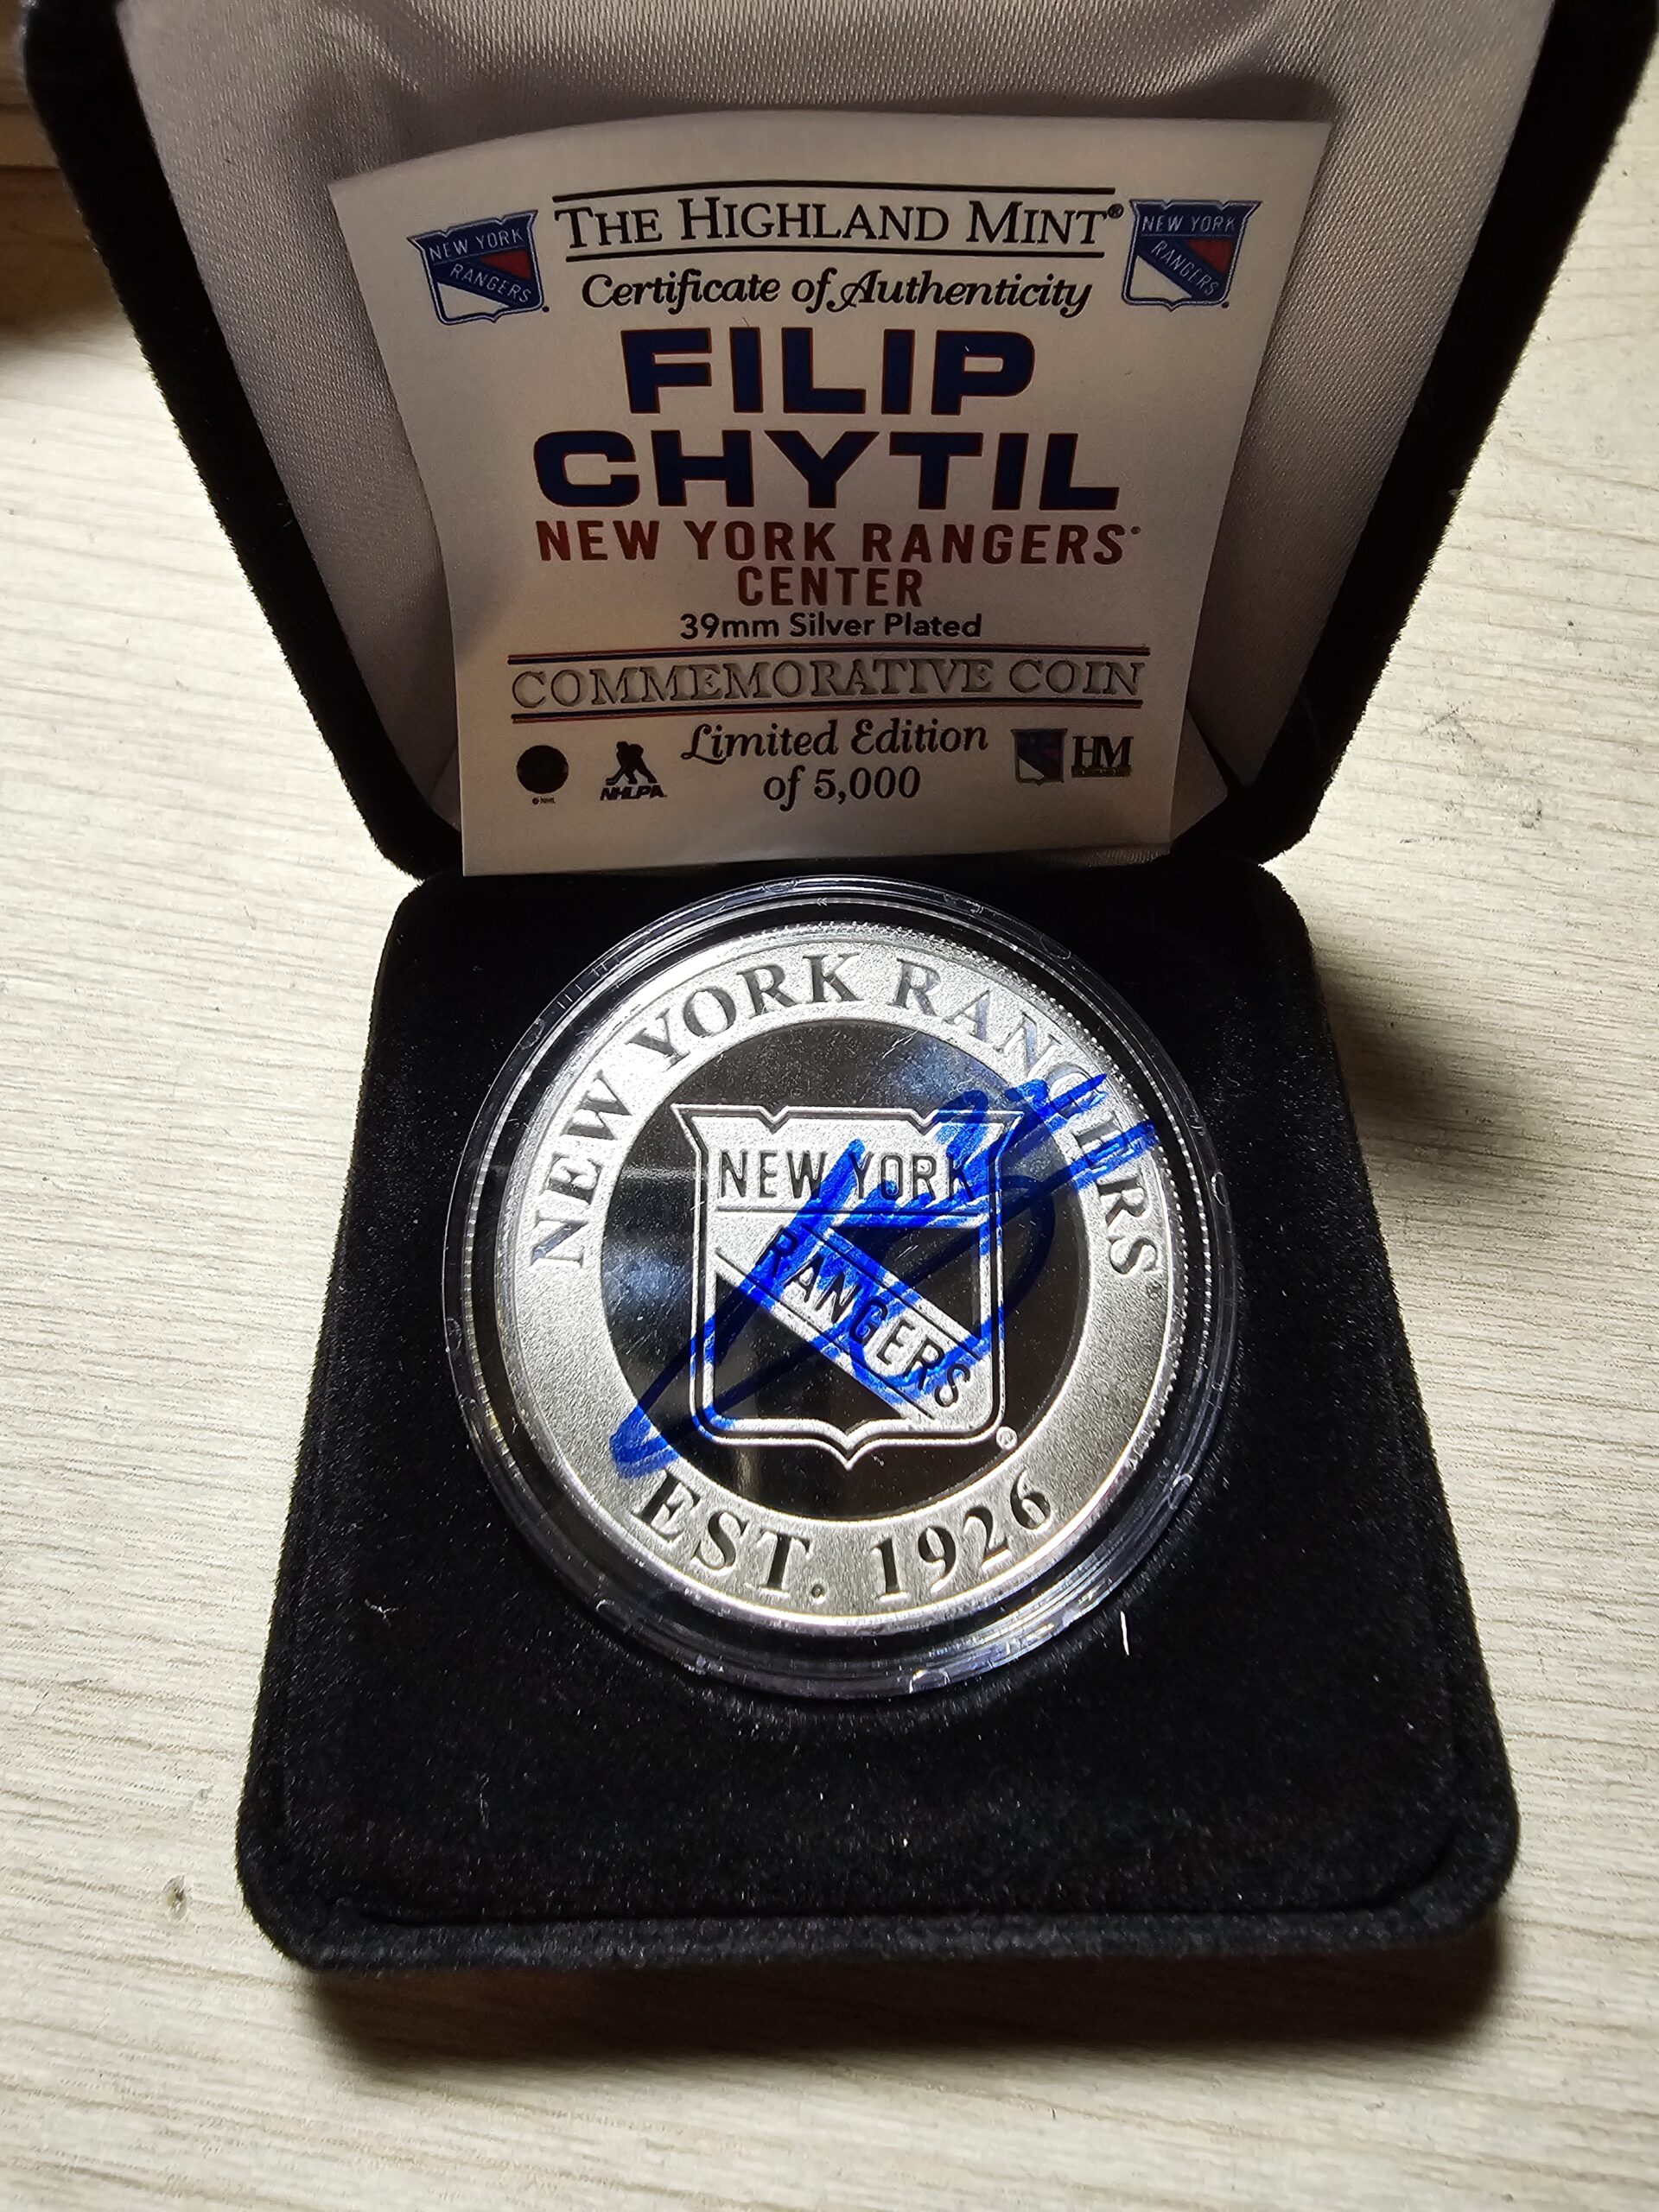 THE HIGHLAND MINT®
NEW YORK
RANGERS
NEW YORK
RANGERS
Certificate of Authenticity
FILIP
CHYTIL
NEW YORK RANGERS®
CENTER
39mm Silver Plated
COMMEMORATIVE COIN
Limited Edition
of 5,000
© NHL
NHLPA
HM
NEW YORK RANGERS
NEW YORK
RANGERS
®
EST. 1926